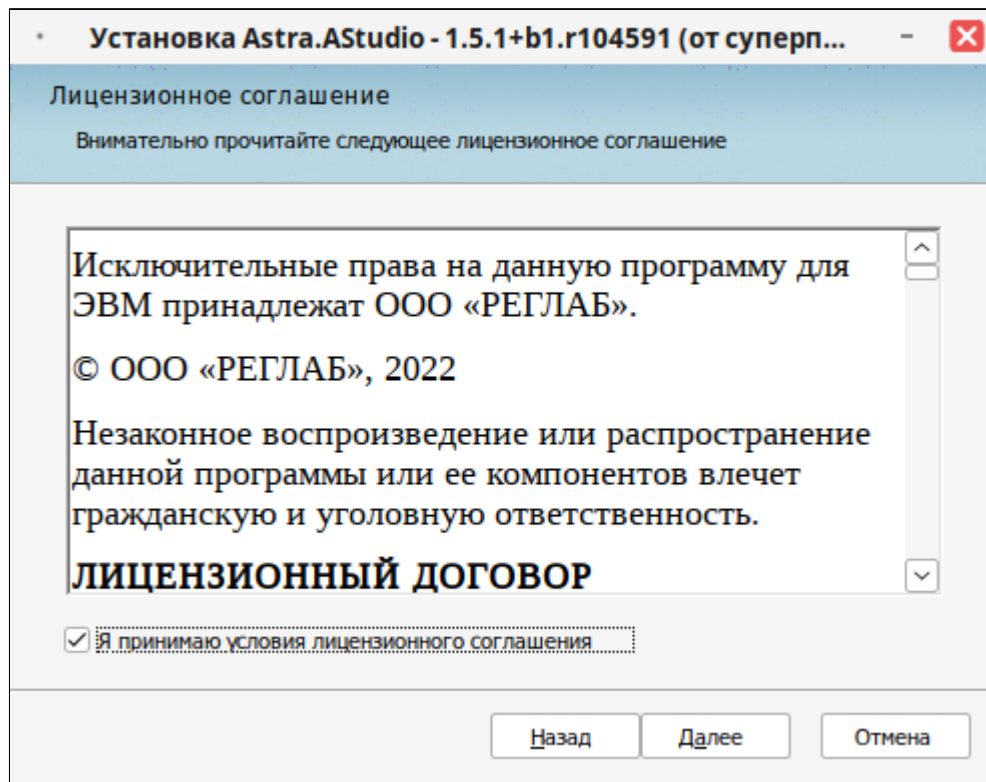 Установка Astra.AStudio - 1.5.1+b1.r104591 (от суперп...
Лицензионное соглашение
Внимательно прочитайте следующее лицензионное соглашение
Исключительные права на данную программу для
ЭВМ принадлежат ООО «РЕГЛАБ».
© ООО «РЕГЛАБ», 2022
Незаконное воспроизведение или распространение
данной программы или ее компонентов влечет
гражданскую и уголовную ответственность.
ЛИЦЕНЗИОННЫЙ ДОГОВОР
Я принимаю условия лицензионного соглашения
Назад
Далее
Отмена